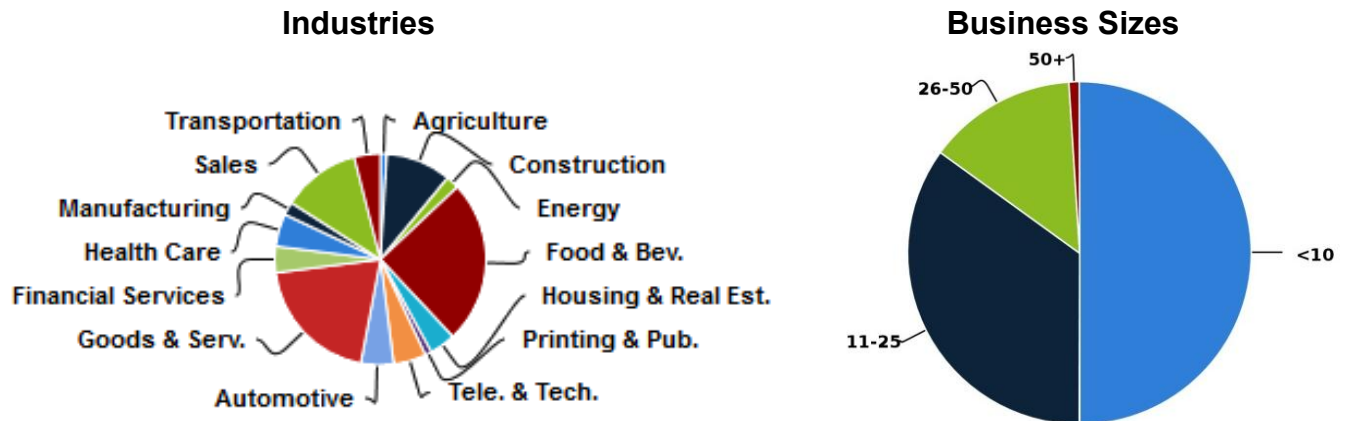 Industries
Transportation
Agriculture
Sales
Construction
Manufacturing
Energy
Health Care
Food & Bev.
Financial Services
Housing & Real Est.
Goods & Serv.
Printing & Pub.
Automotive
Tele. & Tech.
Business Sizes
50+
26-50
<10
11-25